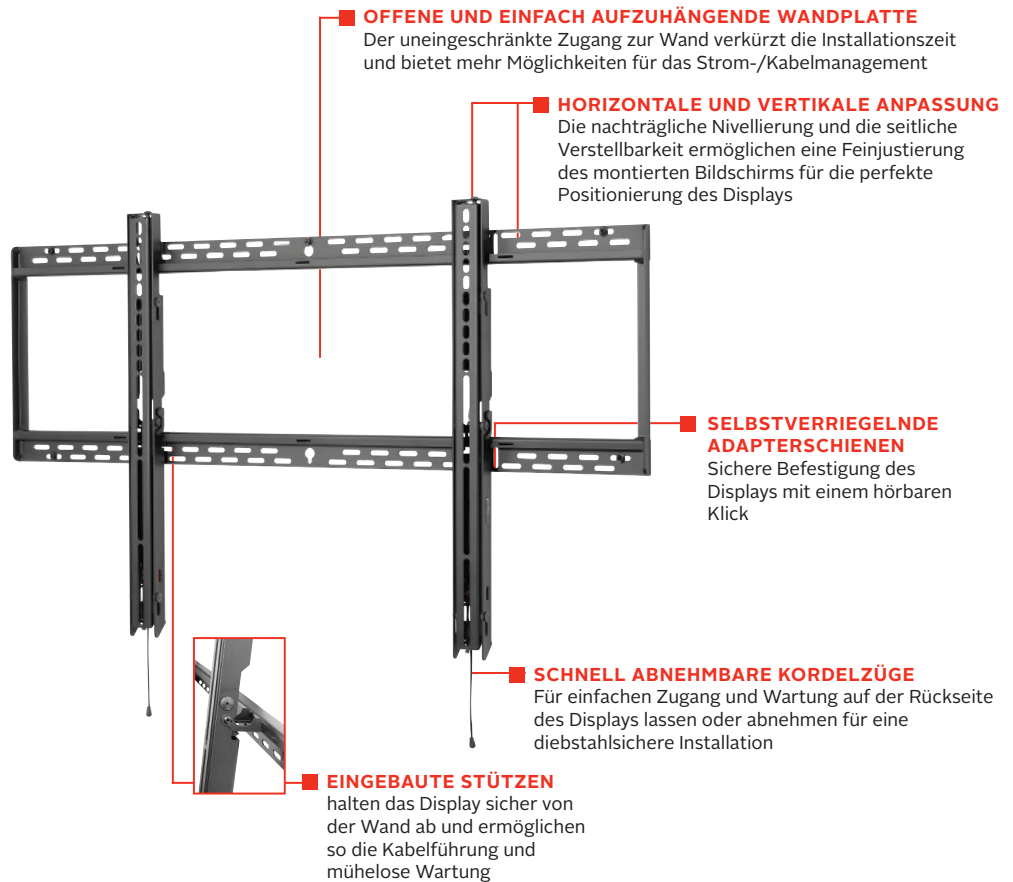 OFFENE UND EINFACH AUFZUHÄNGENDE WANDPLATTE
Der uneingeschränkte Zugang zur Wand verkürzt die Installationszeit
und bietet mehr Möglichkeiten für das Strom-/Kabelmanagement
HORIZONTALE UND VERTIKALE ANPASSUNG
Die nachträgliche Nivellierung und die seitliche
Verstellbarkeit ermöglichen eine Feinjustierung
des montierten Bildschirms für die perfekte
Positionierung des Displays
SELBSTVERRIEGELNDE
ADAPTERSCHIENEN
Sichere Befestigung des
Displays mit einem hörbaren
Klick
SCHNELL ABNEHMBARE KORDELZÜGE
Für einfachen Zugang und Wartung auf der Rückseite
des Displays lassen oder abnehmen für eine
diebstahlsichere Installation
EINGEBAUTE STÜTZEN
halten das Display sicher von
der Wand ab und ermöglichen
so die Kabelführung und
mühelose Wartung